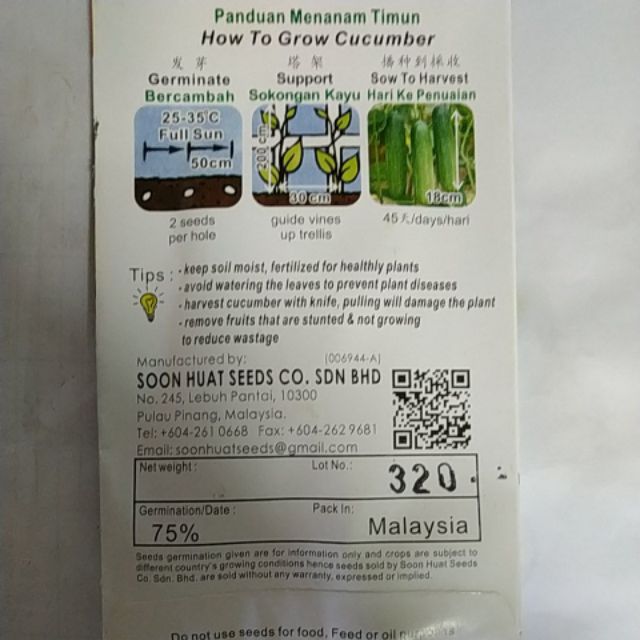 Panduan Menanam Timun
How To Grow Cucumber
发 芽
Germinate
Bercambah
塔 架
Support
Sokongan Kayu
播种到採收
Sow To Harvest
Hari Ke Penuaian
25-35°C
Full Sun
50cm
200 cm
30 cm
18cm
2 seeds
per hole
guide vines
up trellis
45天/days/hari
Tips :
- keep soil moist, fertilized for healthly plants
- avoid watering the leaves to prevent plant diseases
- harvest cucumber with knife, pulling will damage the plant
- remove fruits that are stunted & not growing
to reduce wastage
Manufactured by: (006944-A)
SOON HUAT SEEDS CO. SDN BHD
No. 245, Lebuh Pantai, 10300
Pulau Pinang, Malaysia.
Tel: +604-261 0668 Fax: +604-262 9681
Email: soonhuatseeds@gmail.com
Net weight : Lot No.: 320
Germination/Date : Pack In:
75% Malaysia
Seeds germination given are for information only and crops are subject to
different country's growing conditions hence seeds sold by Soon Huat Seeds
Co. Sdn. Bhd. are sold without any warranty, expressed or implied.
Do not use seeds for food, Feed or oil